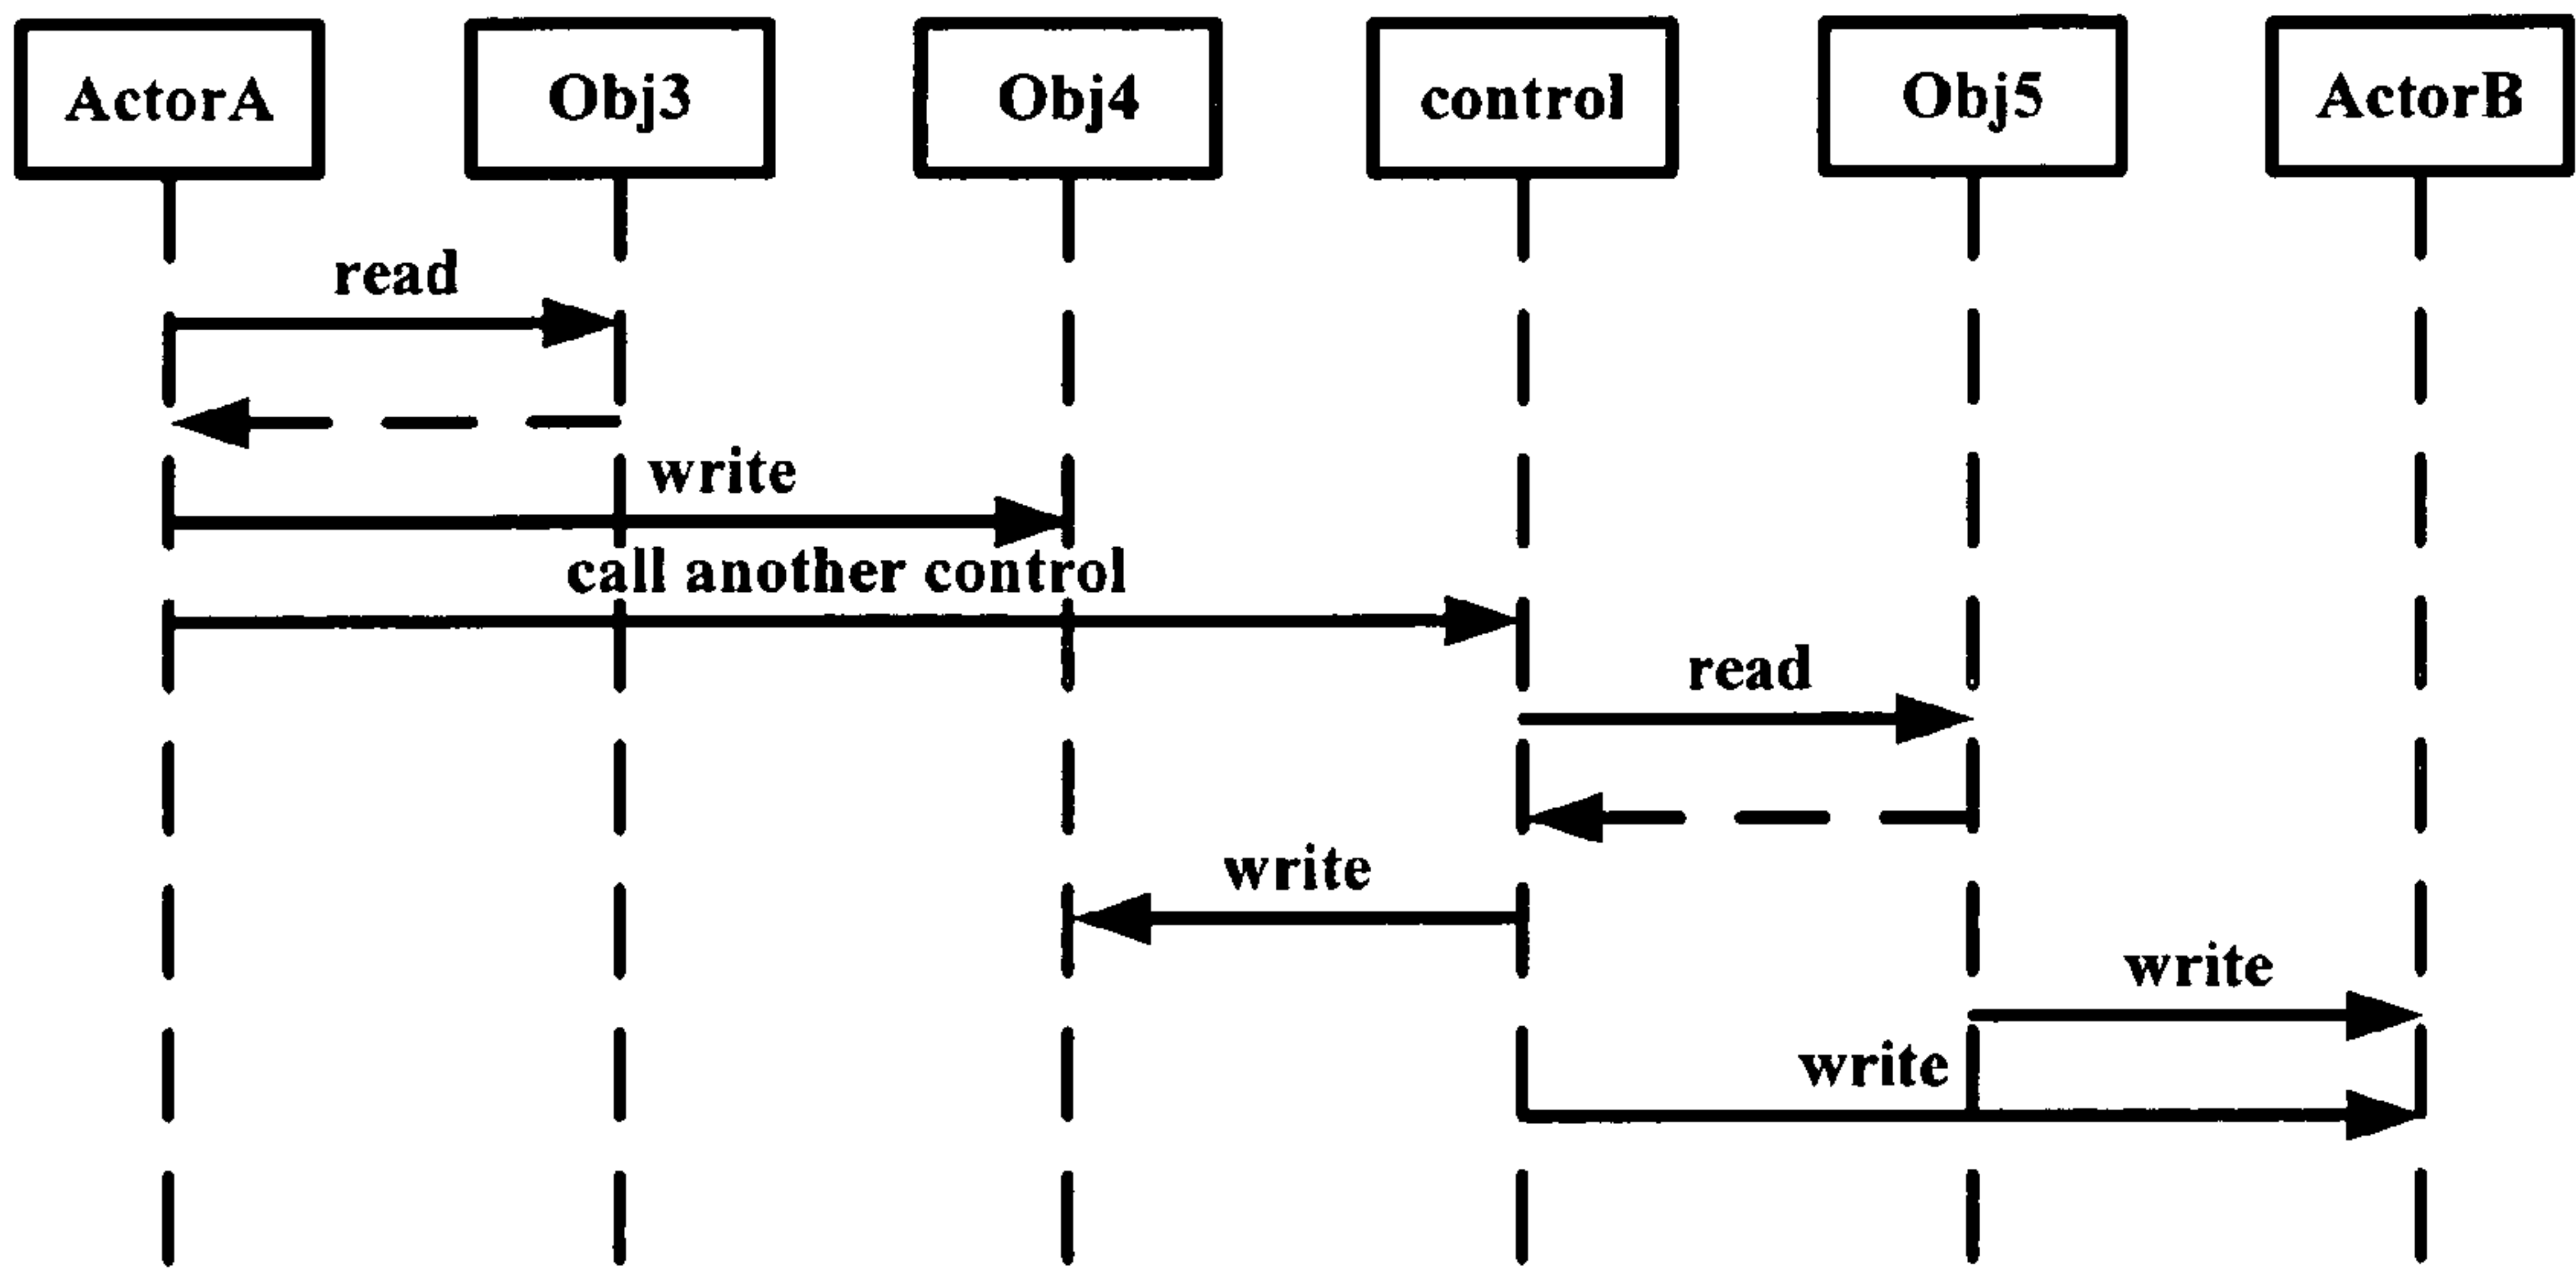 ActorA
Obj3
Obj4
control
Obj5
ActorB
read
write
call another control
read
write
write
write